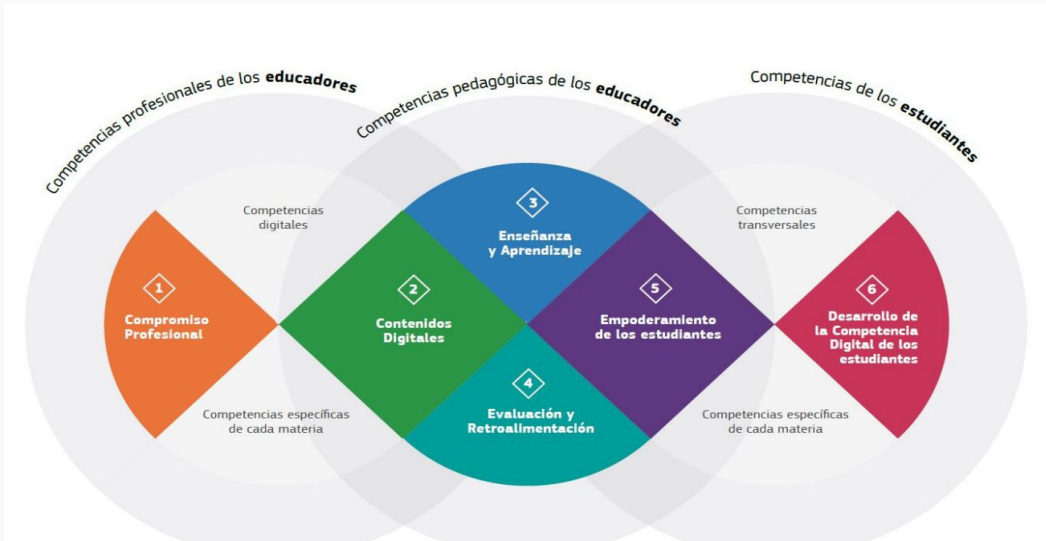 Competencias profesionales de los educadores
Competencias pedagógicas de los educadores
Competencias de los estudiantes
Competencias
digitales
Competencias
transversales
3
Enseñanza
y Aprendizaje
1
Compromiso
Profesional
2
Contenidos
Digitales
5
Empoderamiento
de los estudiantes
6
Desarrollo de
la Competencia
Digital de los
estudiantes
4
Evaluación y
Retroalimentación
Competencias específicas
de cada materia
Competencias específicas
de cada materia